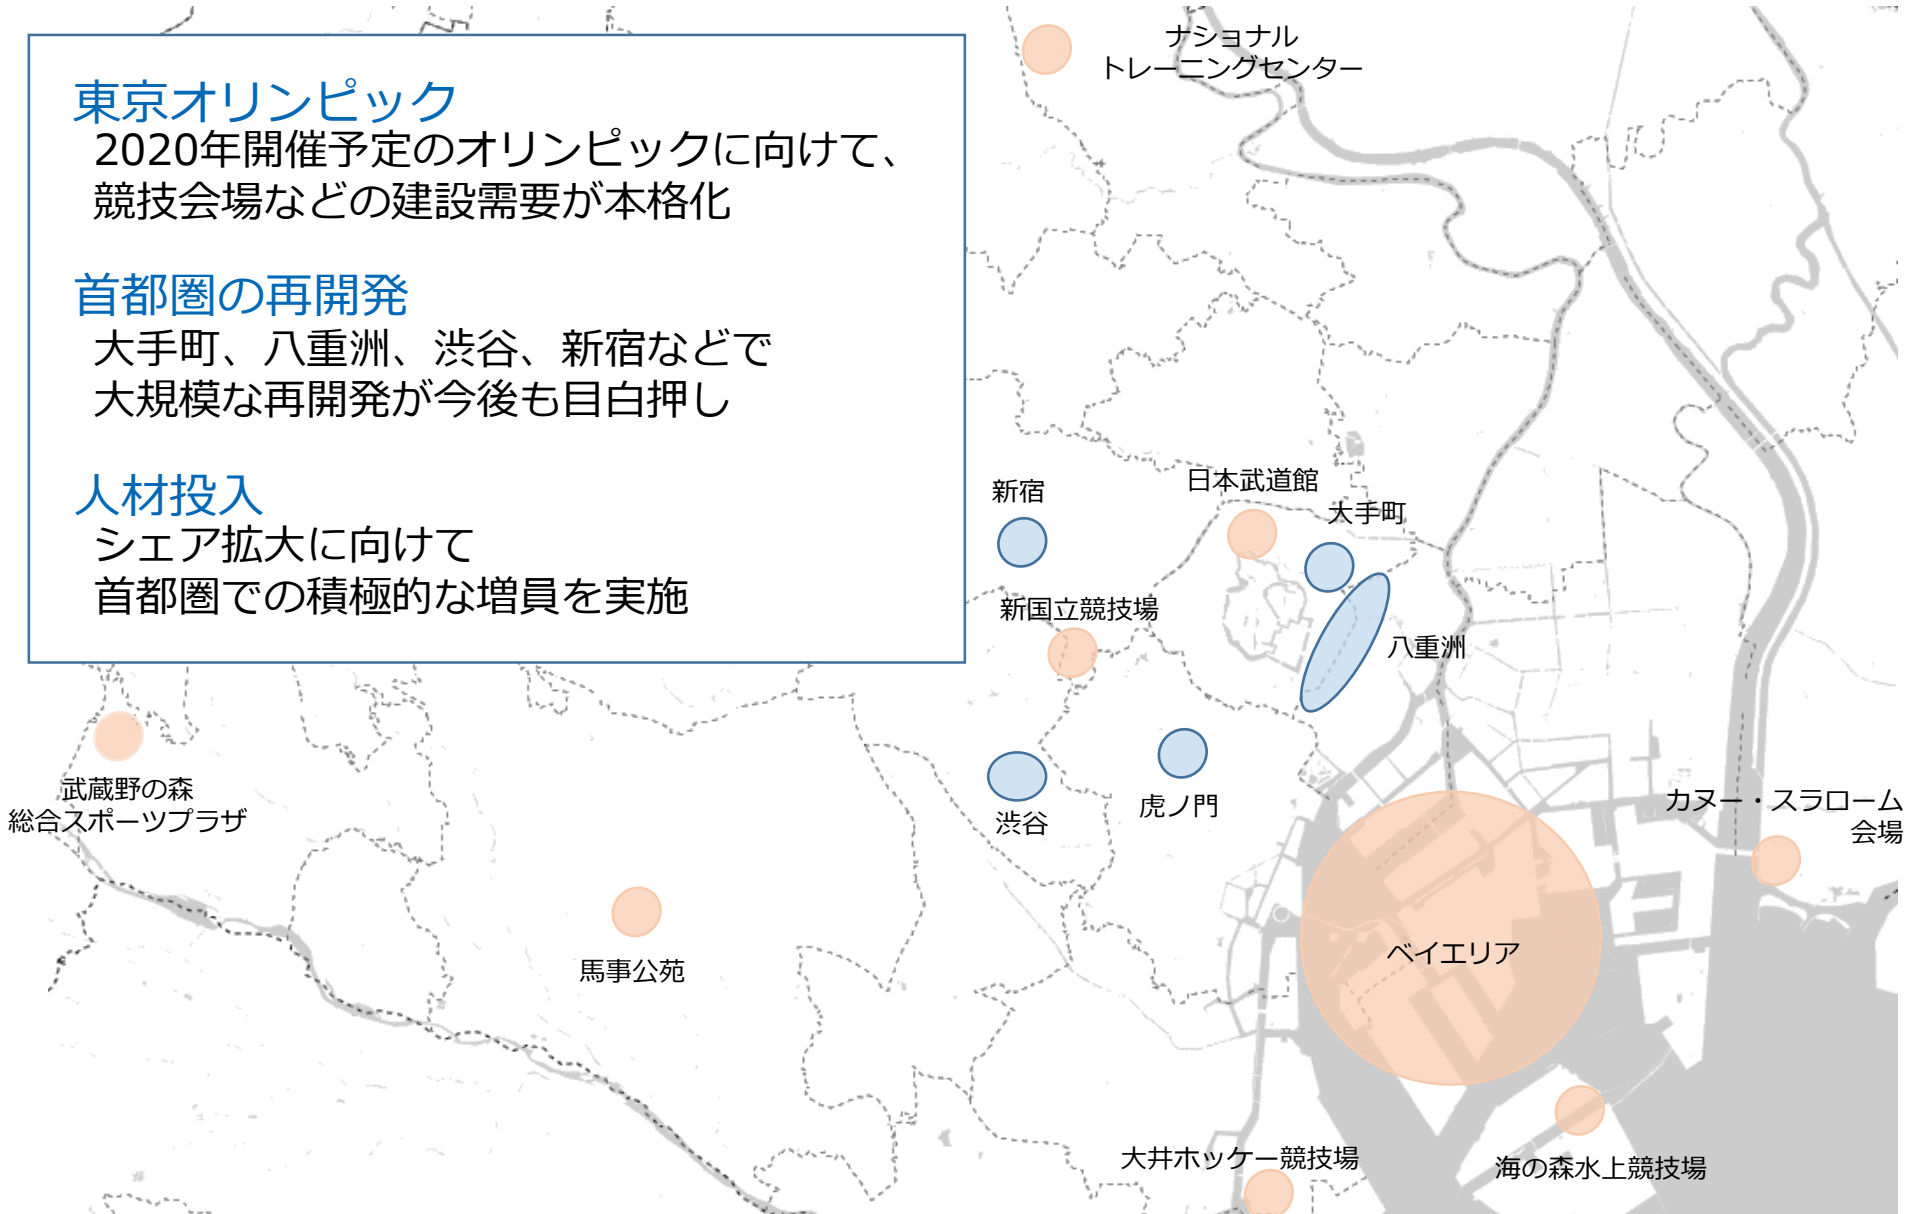 東京オリンピック
2020年開催予定のオリンピックに向けて、
競技会場などの建設需要が本格化
首都圏の再開発
大手町、八重洲、渋谷、新宿などで
大規模な再開発が今後も目白押し
人材投入
シェア拡大に向けて
首都圏での積極的な増員を実施
ナショナル
トレーニングセンター
新宿
日本武道館
大手町
新国立競技場
八重洲
武蔵野の森
総合スポーツプラザ
渋谷
虎ノ門
カヌー・スラローム
会場
馬事公苑
ベイエリア
大井ホッケー競技場
海の森水上競技場